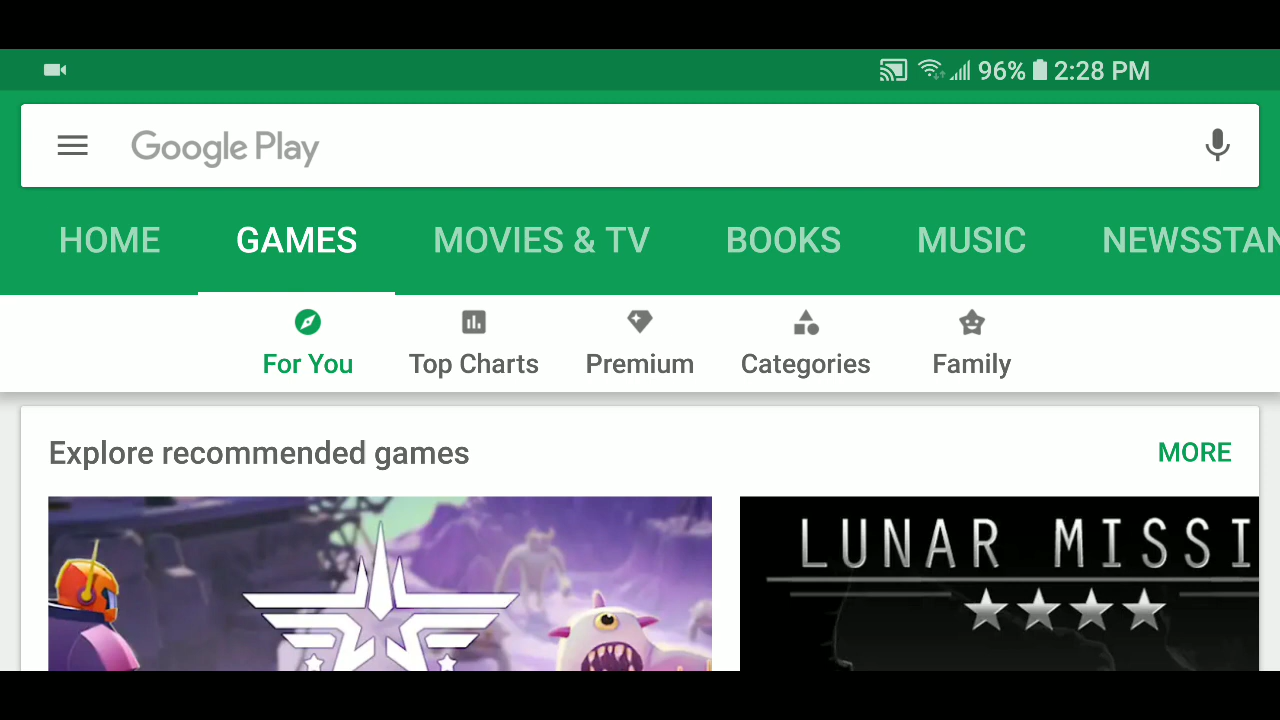 96% 2:28 PM
Google Play
HOME GAMES MOVIES & TV BOOKS MUSIC NEWSSTAN
For You Top Charts Premium Categories Family
Explore recommended games MORE
LUNAR MISSI